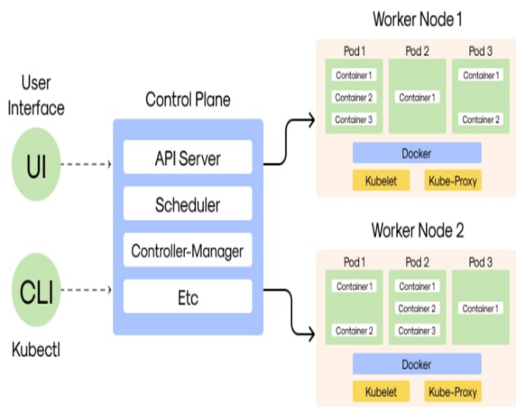 User
Interface
UI
CLI
Kubectl
Control Plane
API Server
Scheduler
Controller-Manager
Etc
Worker Node 1
Pod 1 Pod 2 Pod 3
Container 1 Container 1
Container 2 Container 1
Container 3 Container 2
Docker
Kubelet Kube-Proxy
Worker Node 2
Pod 1 Pod 2 Pod 3
Container 1 Container 1
Container 2 Container 1
Container 2 Container 3
Docker
Kubelet Kube-Proxy